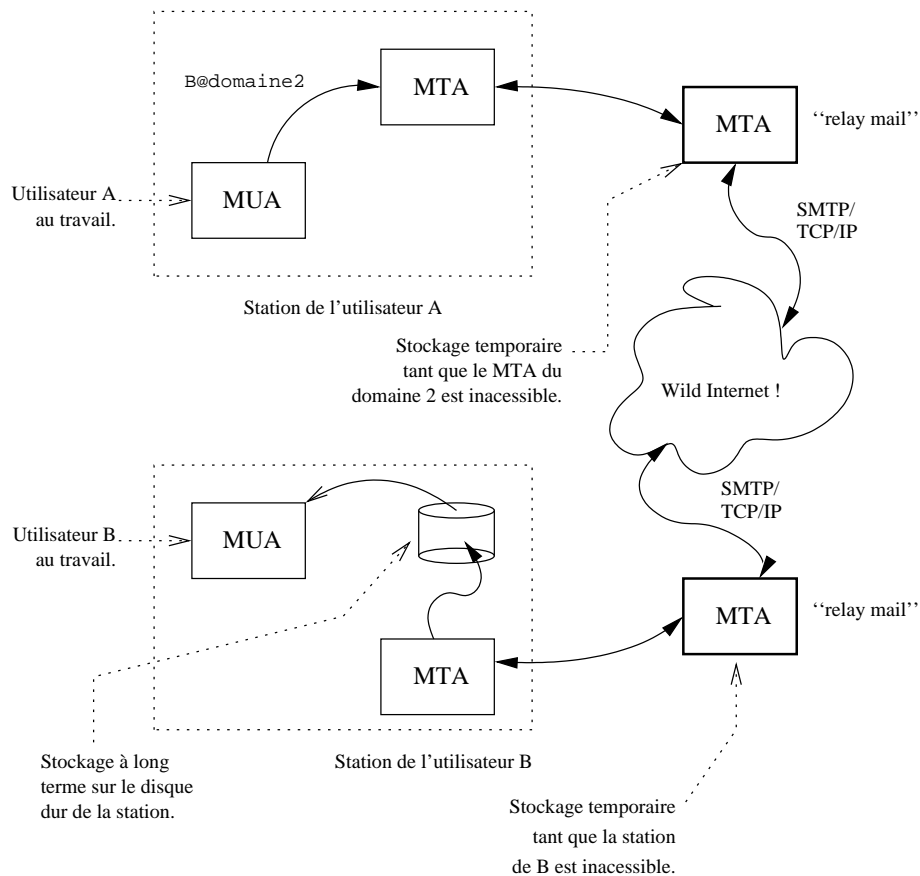 B@domaine2
MTA
MTA
‘‘relay mail’’
Utilisateur A
au travail.
MUA
SMTP/
TCP/IP
Station de l’utilisateur A
Stockage temporaire
tant que le MTA du
domaine 2 est inacessible.
Wild Internet !
SMTP/
TCP/IP
Utilisateur B
au travail.
MUA
MTA
‘‘relay mail’’
MTA
Stockage à long
terme sur le disque
dur de la station.
Station de l’utilisateur B
Stockage temporaire
tant que la station
de B est inacessible.